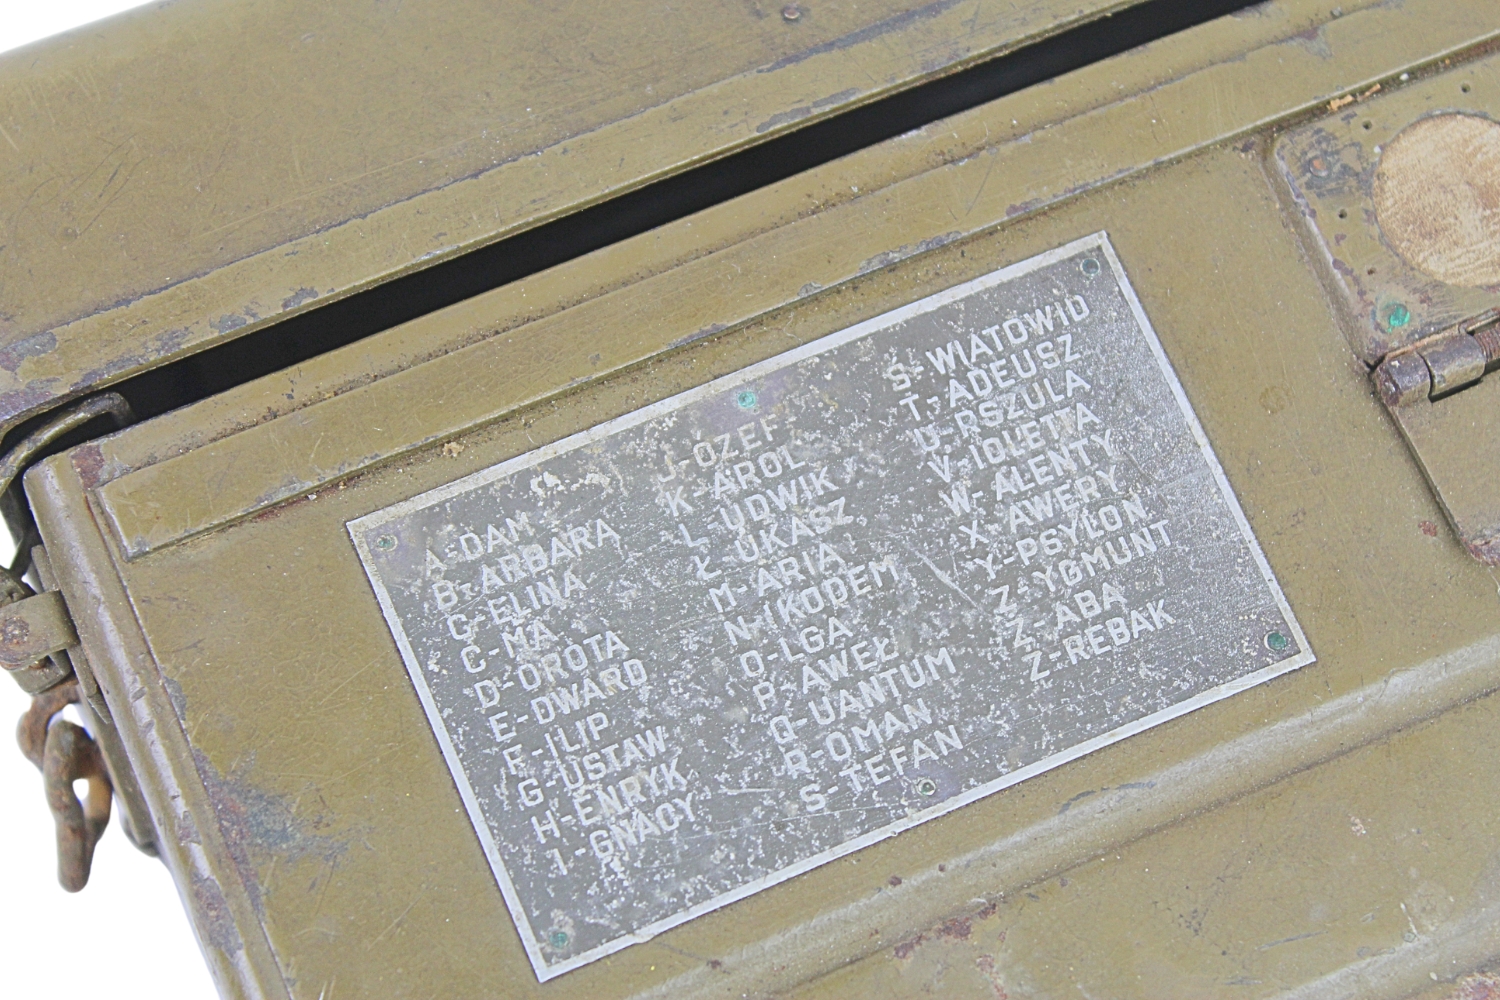 A-DAM
B-ARBARA
C-ELINA
Ć-MA
D-OROTA
E-DWARD
F-ILIP
G-USTAW
H-ENRYK
I-GNACY
J-ÓZEF
K-AROL
L-UDWIK
Ł-UKASZ
M-ARIA
N-IKODEM
O-LGA
P-AWEŁ
Q-UANTUM
R-OMAN
S-TEFAN
Ś-WIATOWID
T-ADEUSZ
U-RSZULA
V-IOLETTA
W-ALENTY
X-AWERY
Y-PSYLON
Z-YGMUNT
Ż-ABA
Ź-REBAK